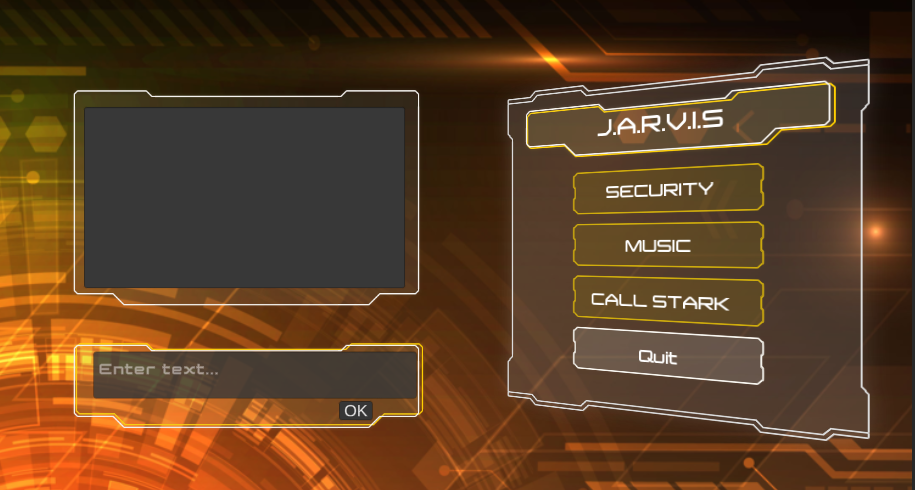 J.A.R.V.I.S
SECURITY
MUSIC
CALL STARK
Quit
Enter text...
OK